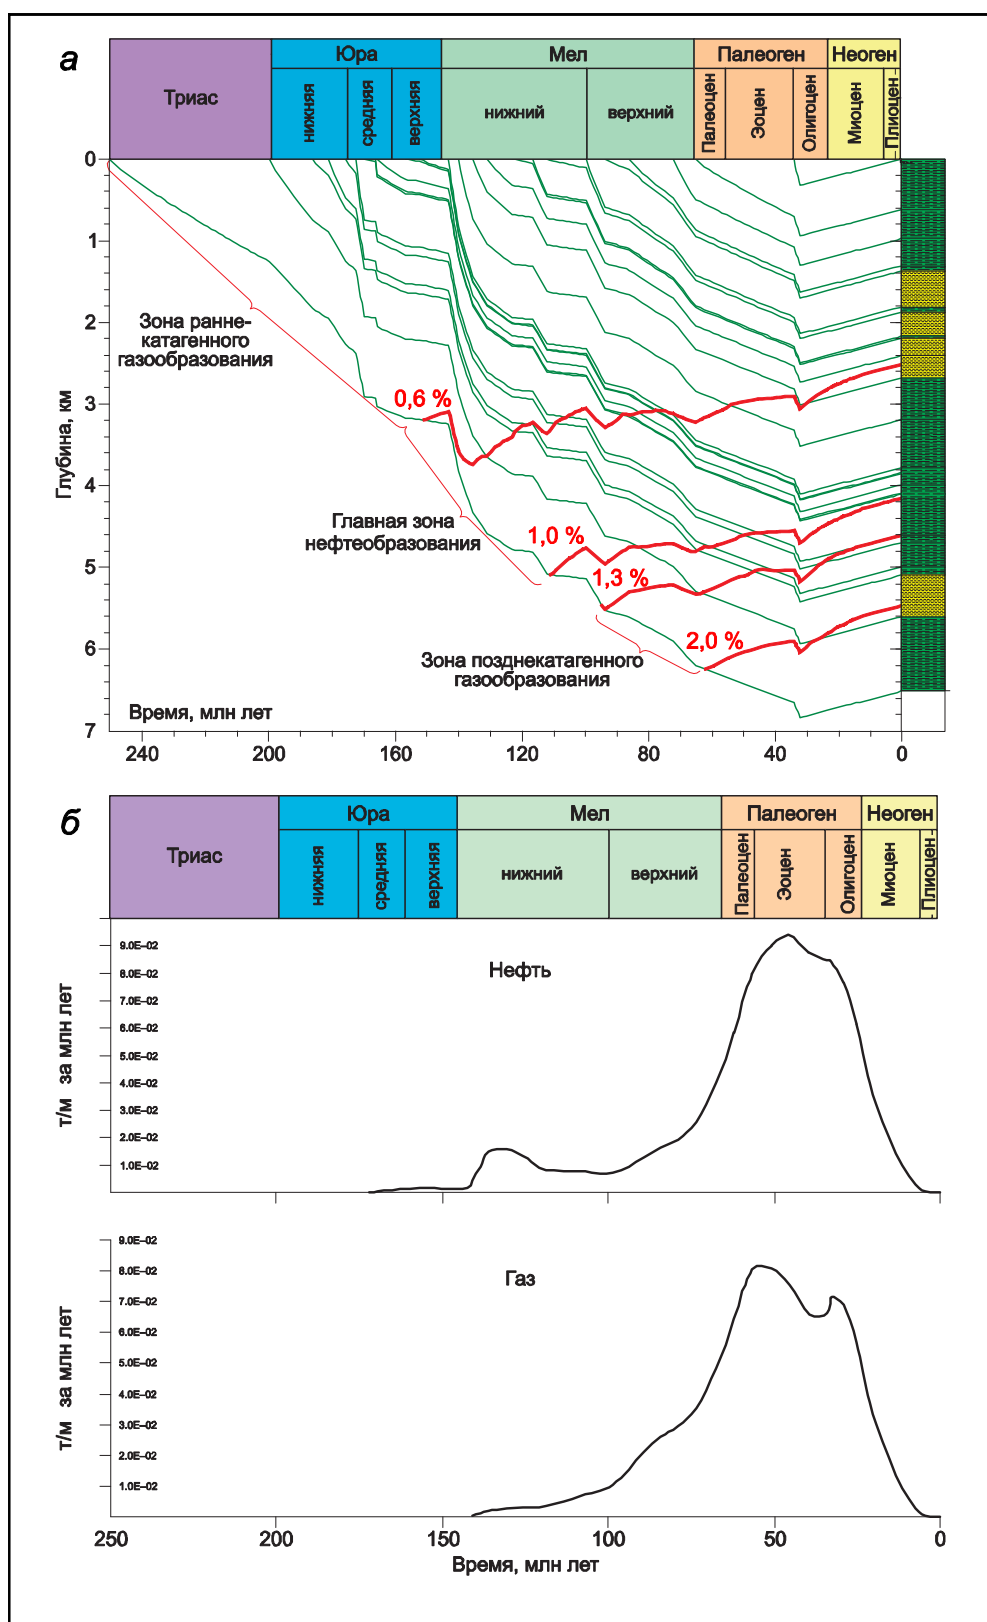 а
Юра
Мел
Палеоген
Неоген
Триас
нижняя
средняя
верхняя
нижний
верхний
Палеоцен
Эоцен
Олигоцен
Миоцен
Плиоцен
0
1
2
3
4
5
6
7
Глубина, км
Зона ранне-
катагенного
газообразования
0,6 %
Главная зона
нефтеобразования
1,0 %
1,3 %
2,0 %
Зона позднекатагенного
газообразования
Время, млн лет
240 200 160 120 80 40 0
б
Юра
Мел
Палеоген
Неоген
Триас
нижняя
средняя
верхняя
нижний
верхний
Палеоцен
Эоцен
Олигоцен
Миоцен
Плиоцен
Нефть
9.0E–02
8.0E–02
7.0E–02
6.0E–02
5.0E–02
4.0E–02
3.0E–02
2.0E–02
1.0E–02
т/м за млн лет
200 150 100 50 0
Газ
9.0E–02
8.0E–02
7.0E–02
6.0E–02
5.0E–02
4.0E–02
3.0E–02
2.0E–02
1.0E–02
т/м за млн лет
250 200 150 100 50 0
Время, млн лет